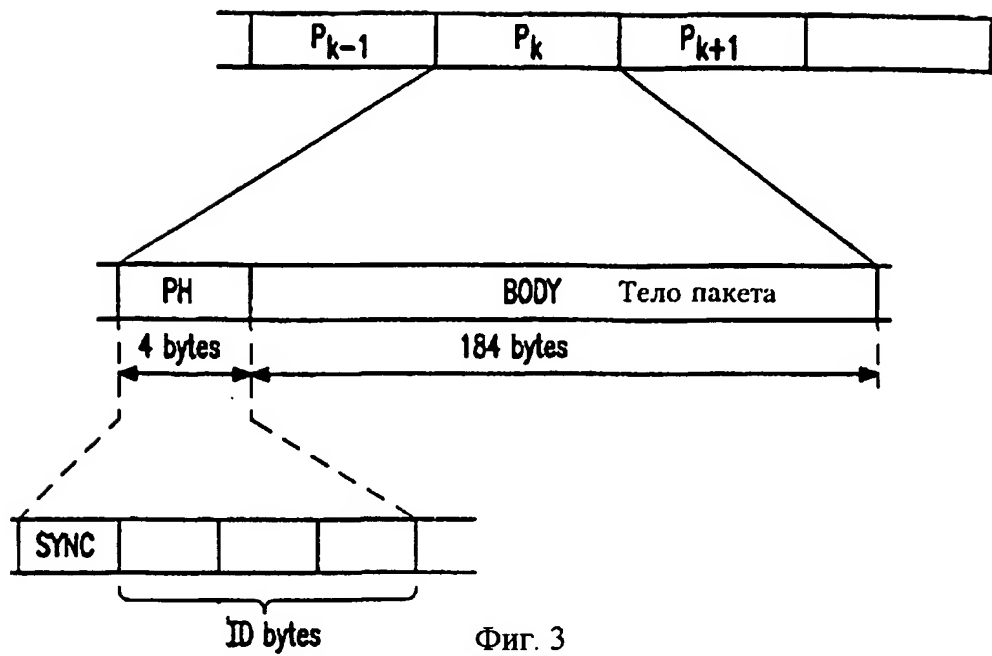 P_{k-1} P_k P_{k+1}
PH BODY Тело пакета
4 bytes 184 bytes
SYNC
ID bytes
Фиг. 3